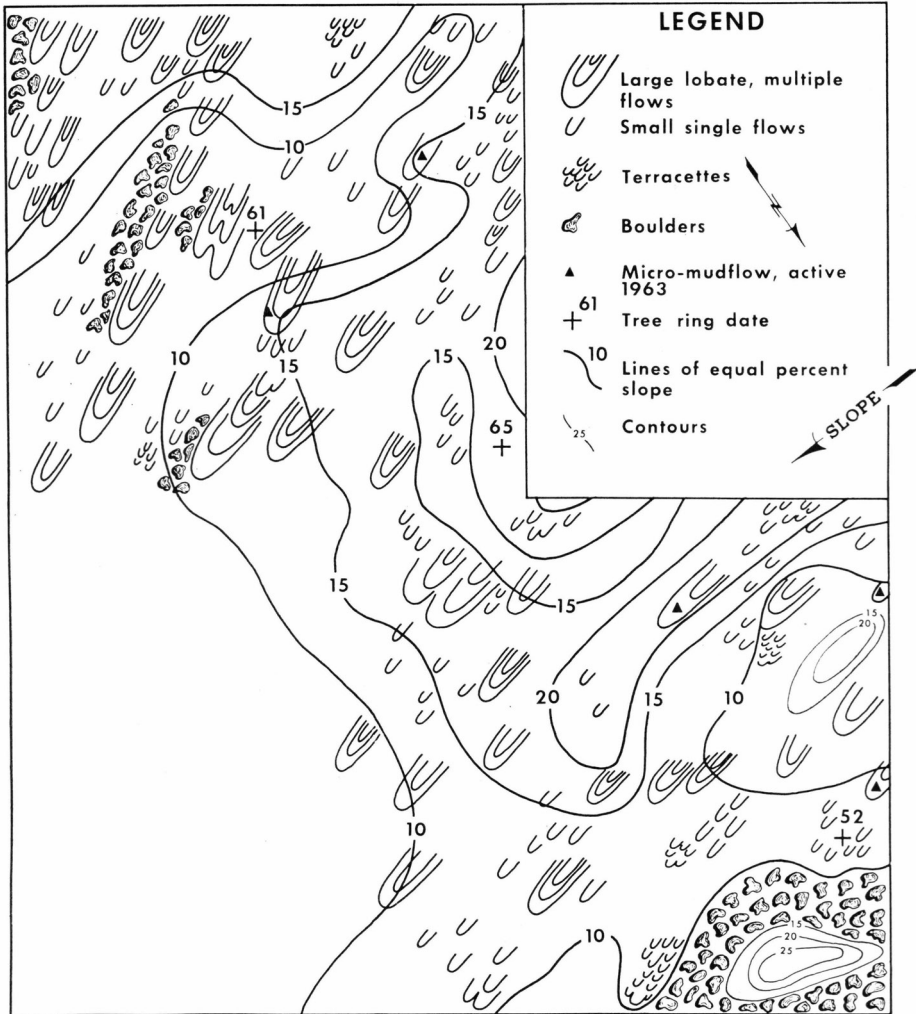 LEGEND
Large lobate, multiple
flows
Small single flows
Terracettes
Boulders
Micro-mudflow, active
1963
61
Tree ring date
10
Lines of equal percent
slope
25
Contours
SLOPE
15
10
15
61
10
15
20
15
65
15
15
15
20
20
15
10
10
52
10
15
20
25